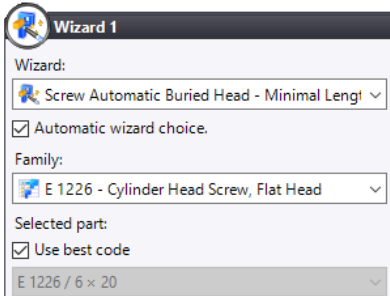 Wizard 1
Wizard:
Screw Automatic Buried Head - Minimal Lengt
Automatic wizard choice.
Family:
E 1226 - Cylinder Head Screw, Flat Head
Selected part:
Use best code
E 1226 / 6 × 20